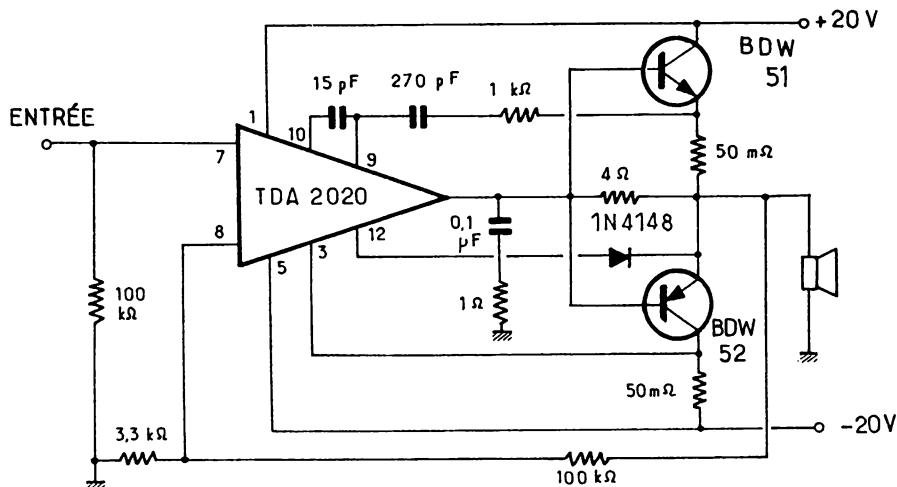 +20 V
BDW
51
15 pF
270 pF
1 kΩ
ENTRÉE
1
10
9
7
50 mΩ
TDA 2020
4 Ω
1N4148
8
12
0,1
µF
5
3
100
kΩ
1 Ω
BDW
52
50 mΩ
-20 V
3,3 kΩ
100 kΩ